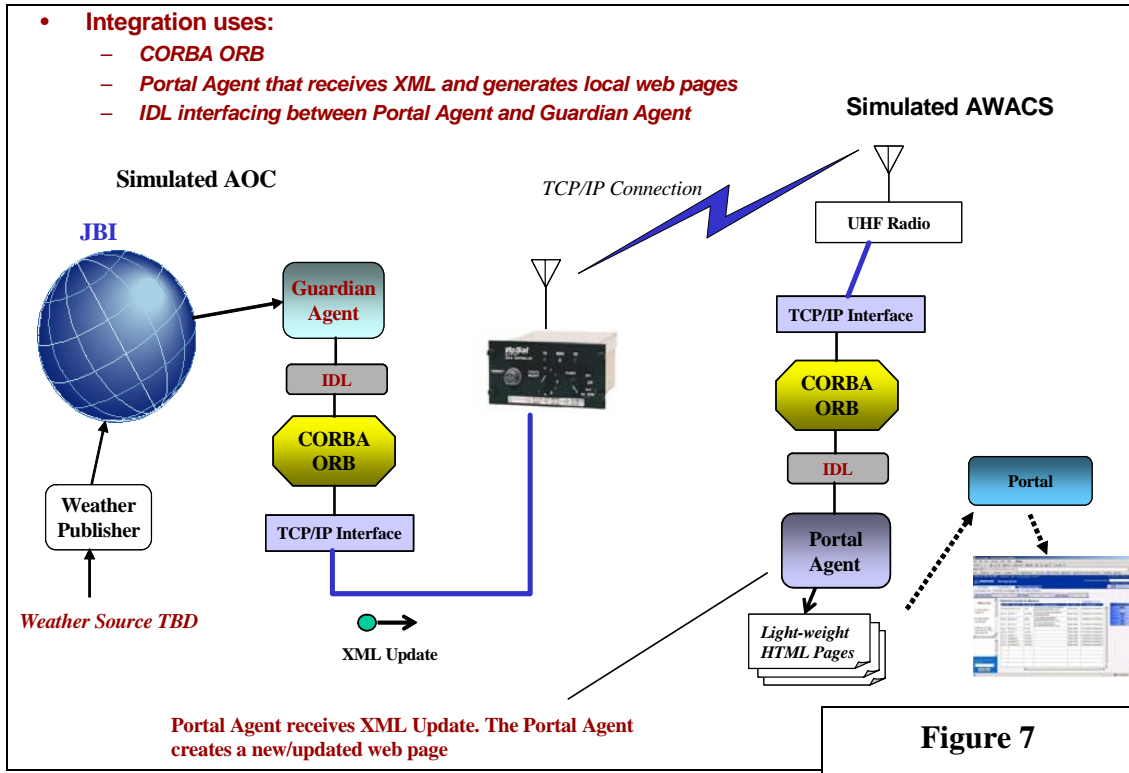 • Integration uses:
– CORBA ORB
– Portal Agent that receives XML and generates local web pages
– IDL interfacing between Portal Agent and Guardian Agent
Simulated AWACS
Simulated AOC
TCP/IP Connection
JBI
UHF Radio
Guardian
Agent
TCP/IP Interface
IDL
ViaSat
CORBA
ORB
CORBA
ORB
IDL
Portal
Weather
Publisher
TCP/IP Interface
Portal
Agent
Weather Source TBD
XML Update
Light-weight
HTML Pages
Portal Agent receives XML Update. The Portal Agent
creates a new/updated web page
Figure 7